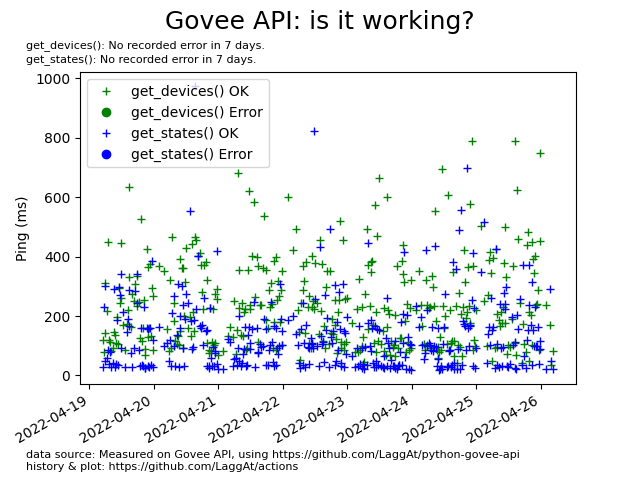 Govee API: is it working?
get_devices(): No recorded error in 7 days.
get_states(): No recorded error in 7 days.
1000
800
600
400
200
0
Ping (ms)
get_devices() OK
get_devices() Error
get_states() OK
get_states() Error
2022-04-19
2022-04-20
2022-04-21
2022-04-22
2022-04-23
2022-04-24
2022-04-25
2022-04-26
data source: Measured on Govee API, using https://github.com/LaggAt/python-govee-api
history & plot: https://github.com/LaggAt/actions